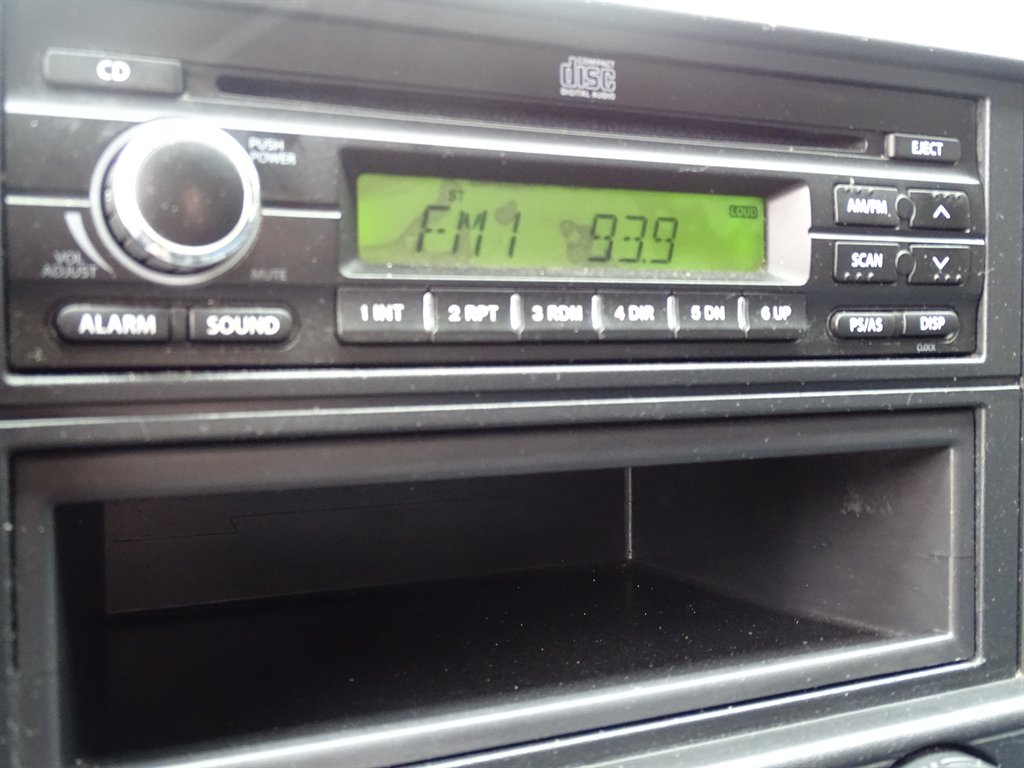 CD
COMPACT
disc
DIGITAL AUDIO
EJECT
PUSH
POWER
VOL
ADJUST
MUTE
ST
FM1 93.9
LOUD
AM/FM
SCAN
ALARM SOUND
1 INT 2 RPT 3 RDM 4 DIR 5 DN 6 UP
PS/AS DISP
CLOCK